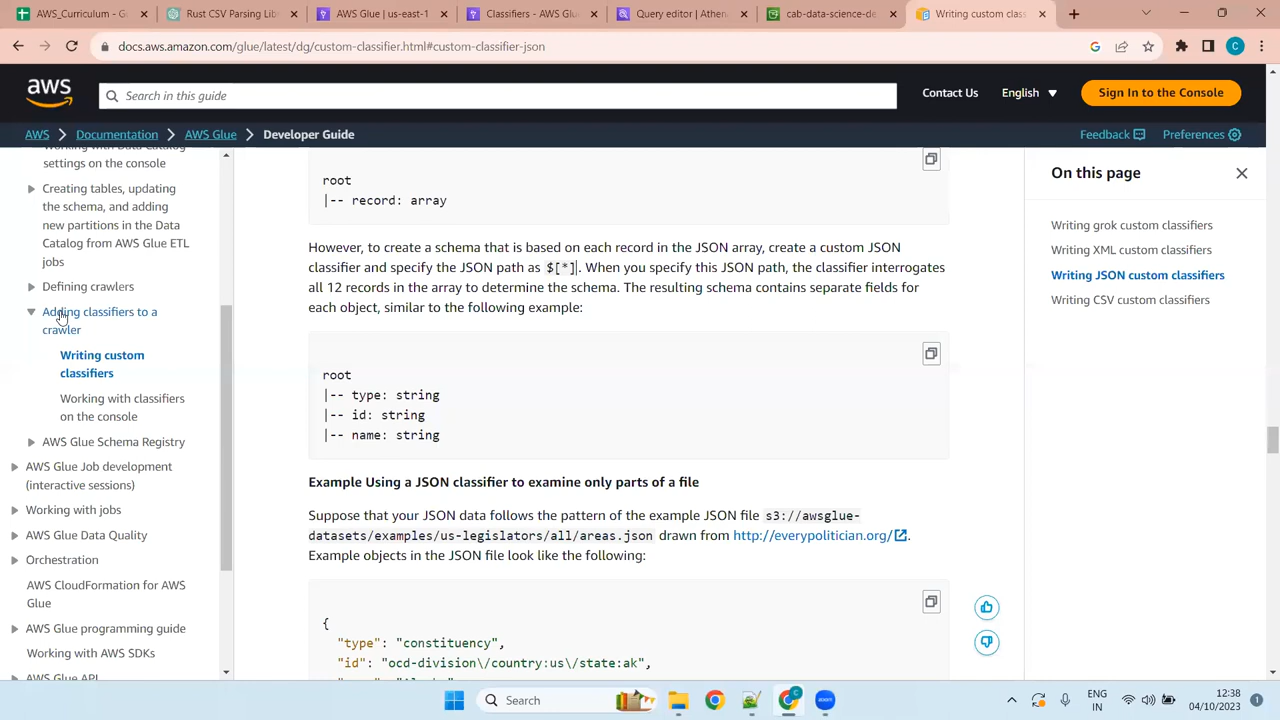 AWS_Curriculum - G
Rust CSV Parsing Lib
AWS Glue | us-east-1
Classifiers - AWS Glu
Query editor | Athen
cab-data-science-de
Writing custom class
docs.aws.amazon.com/glue/latest/dg/custom-classifier.html#custom-classifier-json
C
aws
Search in this guide
Contact Us
English
Sign In to the Console
AWS
Documentation
AWS Glue
Developer Guide
Feedback
Preferences
Working with Data Catalog
settings on the console
Creating tables, updating
the schema, and adding
new partitions in the Data
Catalog from AWS Glue ETL
jobs
Defining crawlers
Adding classifiers to a
crawler
Writing custom
classifiers
Working with classifiers
on the console
AWS Glue Schema Registry
AWS Glue Job development
(interactive sessions)
Working with jobs
AWS Glue Data Quality
Orchestration
AWS CloudFormation for AWS
Glue
AWS Glue programming guide
Working with AWS SDKs
AWS Glue API
root
|-- record: array
However, to create a schema that is based on each record in the JSON array, create a custom JSON
classifier and specify the JSON path as $[*]. When you specify this JSON path, the classifier interrogates
all 12 records in the array to determine the schema. The resulting schema contains separate fields for
each object, similar to the following example:
root
|-- type: string
|-- id: string
|-- name: string
Example Using a JSON classifier to examine only parts of a file
Suppose that your JSON data follows the pattern of the example JSON file s3://awsglue-
datasets/examples/us-legislators/all/areas.json drawn from http://everypolitician.org/.
Example objects in the JSON file look like the following:
{
"type": "constituency",
"id": "ocd-division\/country:us\/state:ak",
On this page
Writing grok custom classifiers
Writing XML custom classifiers
Writing JSON custom classifiers
Writing CSV custom classifiers
Search
ENG
IN
12:38
04/10/2023
1